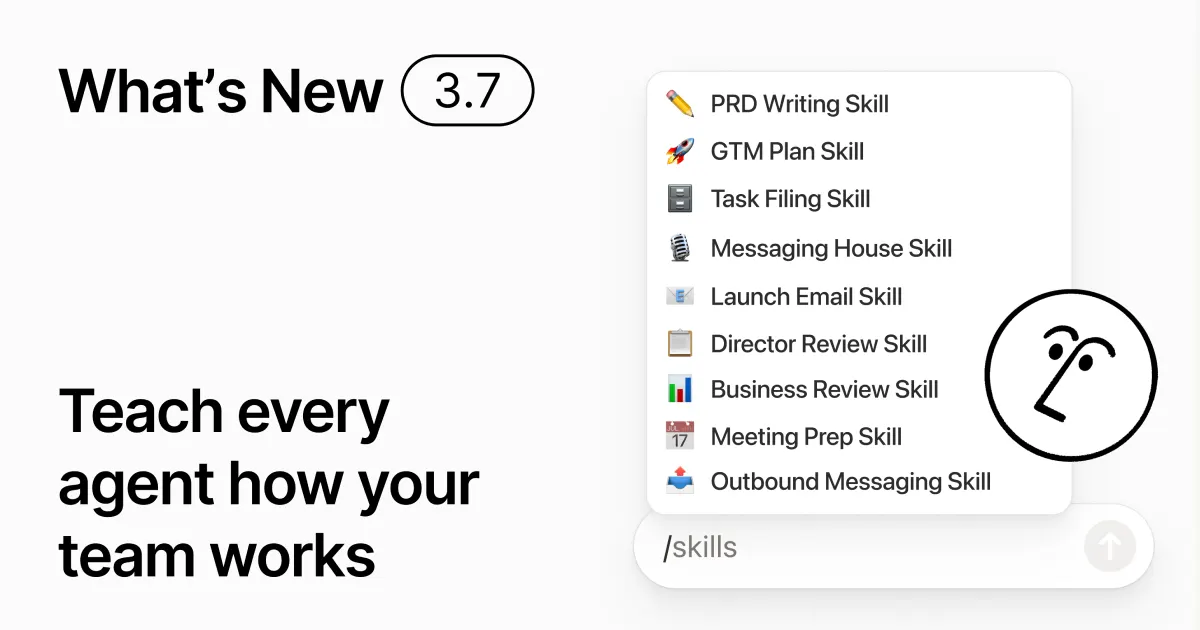 What's New 3.7
Teach every
agent how your
team works
PRD Writing Skill
GTM Plan Skill
Task Filing Skill
Messaging House Skill
Launch Email Skill
Director Review Skill
Business Review Skill
JUL
17
Meeting Prep Skill
Outbound Messaging Skill
/skills